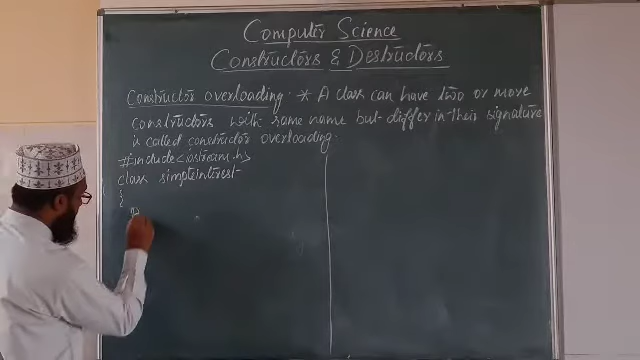 Computer Science
Constructors & Destructors
Constructor overloading : * A class can have two or more
constructors with same name but differ in their signature
is called constructor overloading.
#include<iostream.h>
class simpleinterest
{